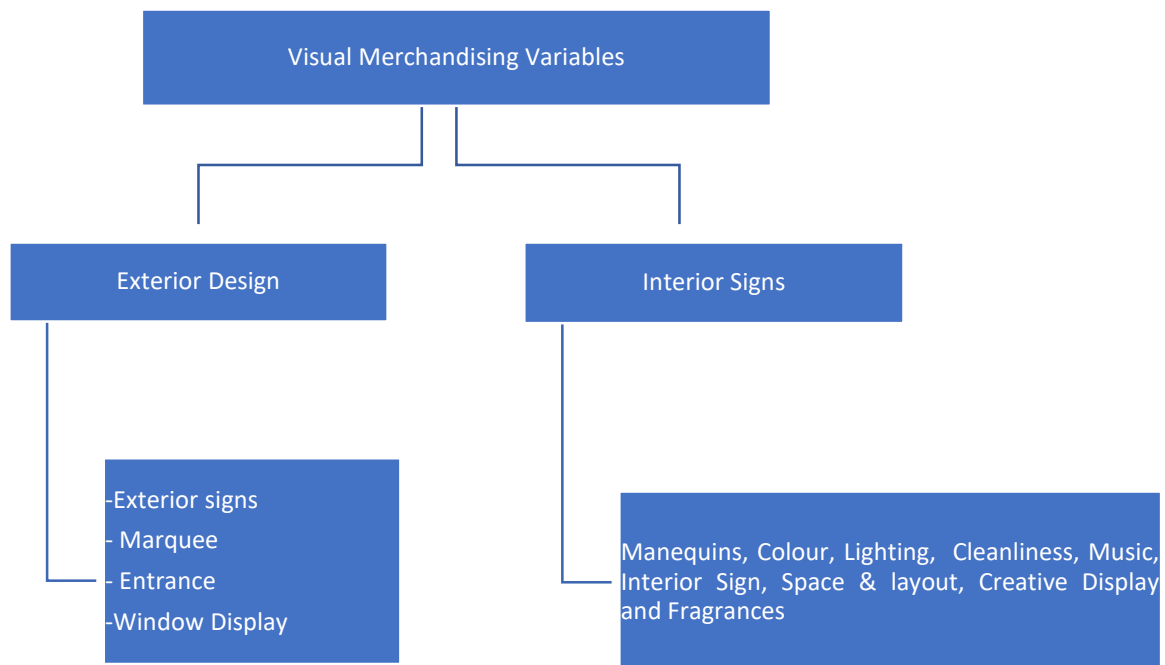 Visual Merchandising Variables
Exterior Design
Interior Signs
-Exterior signs
- Marquee
- Entrance
-Window Display
Manequins, Colour, Lighting, Cleanliness, Music,
Interior Sign, Space & layout, Creative Display
and Fragrances